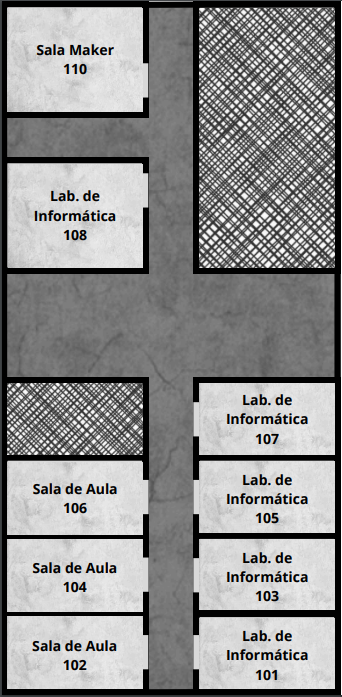 Sala Maker
110
Lab. de
Informática
108
Lab. de
Informática
107
Sala de Aula
106
Lab. de
Informática
105
Sala de Aula
104
Lab. de
Informática
103
Sala de Aula
102
Lab. de
Informática
101